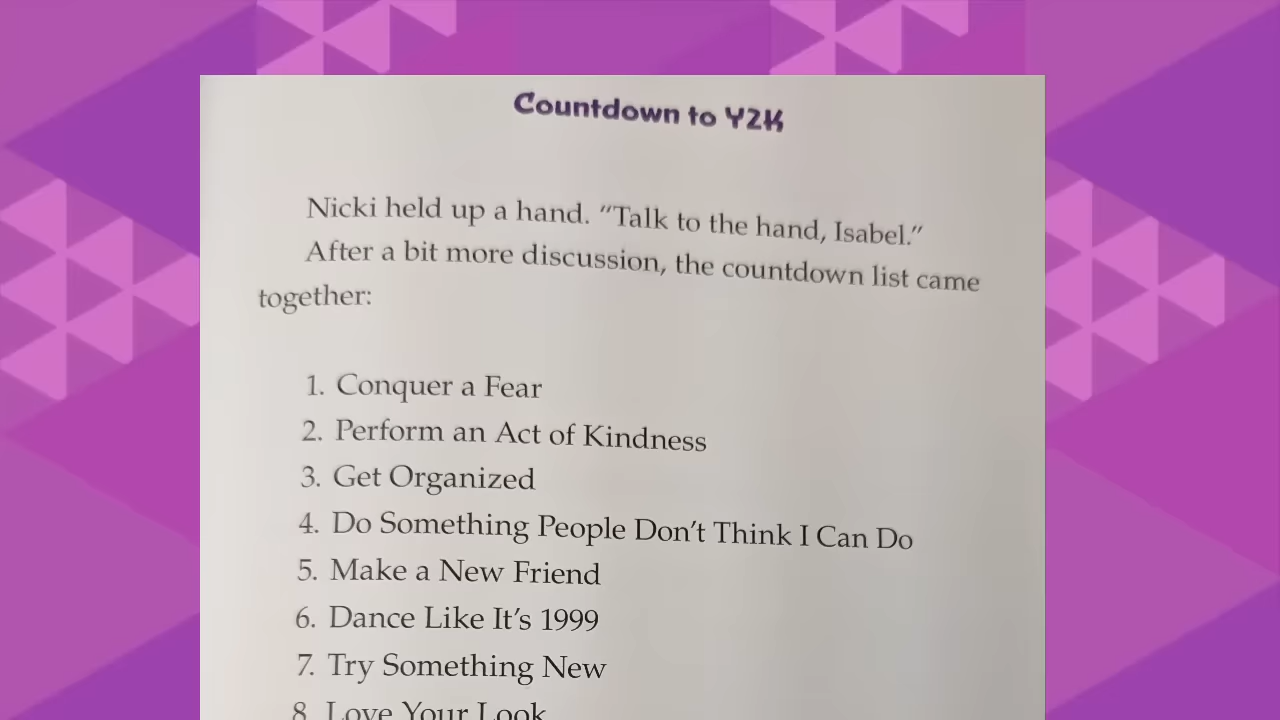 Countdown to Y2K
Nicki held up a hand. “Talk to the hand, Isabel.”
After a bit more discussion, the countdown list came
together:
1. Conquer a Fear
2. Perform an Act of Kindness
3. Get Organized
4. Do Something People Don’t Think I Can Do
5. Make a New Friend
6. Dance Like It’s 1999
7. Try Something New
8. Love Your Look